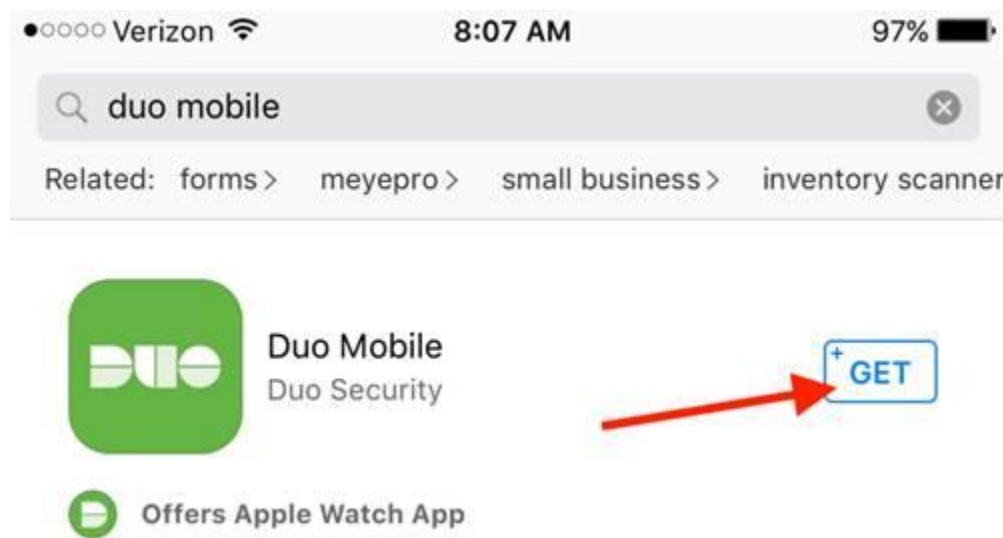 Verizon 8:07 AM 97%
duo mobile
Related: forms > meyepro > small business > inventory scanner
DUO
Duo Mobile
Duo Security
+ GET
D Offers Apple Watch App